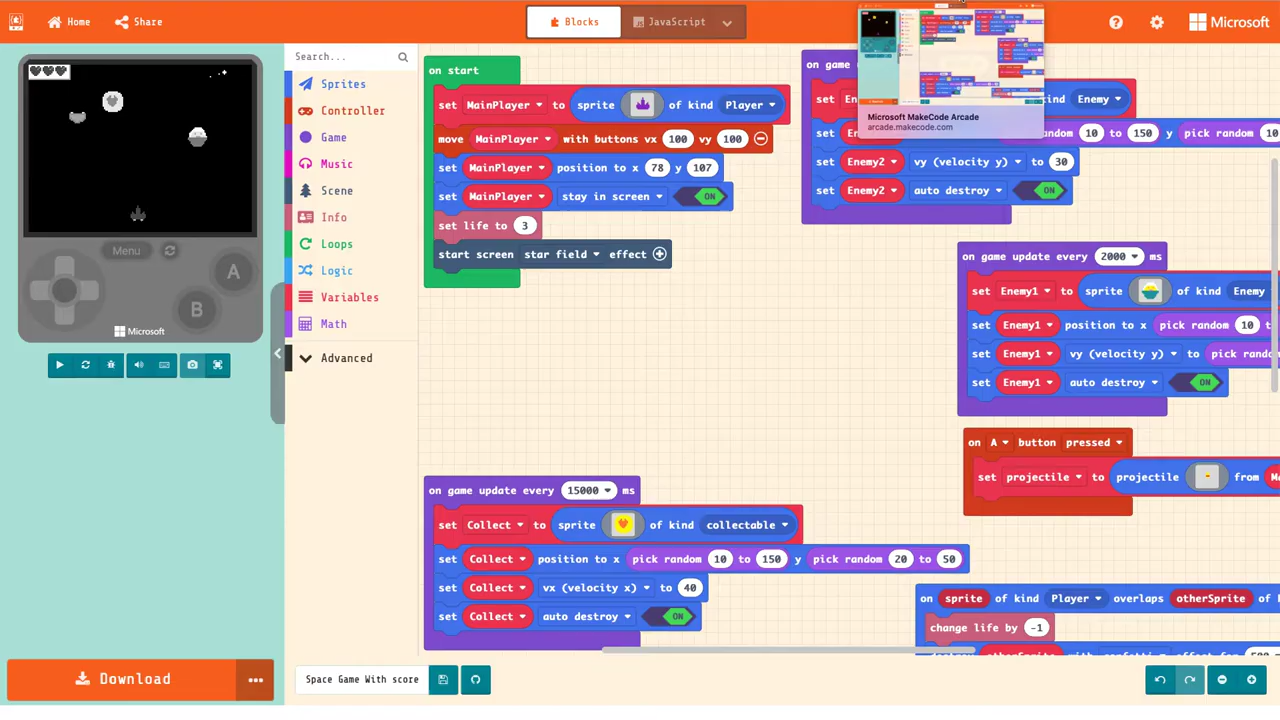 Home
Share
Blocks
JavaScript
Microsoft
Search...
Sprites
Controller
Game
Music
Scene
Info
Loops
Logic
Variables
Math
Advanced
Menu
A
B
Microsoft
on start
set MainPlayer to sprite of kind Player
move MainPlayer with buttons vx 100 vy 100
set MainPlayer position to x 78 y 107
set MainPlayer stay in screen ON
set life to 3
start screen star field effect
on game
Microsoft MakeCode Arcade
arcade.makecode.com
set kind Enemy
set random 10 to 150 y pick random 10
set Enemy2 vy (velocity y) to 30
set Enemy2 auto destroy ON
on game update every 2000 ms
set Enemy1 to sprite of kind Enemy
set Enemy1 position to x pick random 10 t
set Enemy1 vy (velocity y) to pick rand
set Enemy1 auto destroy ON
on A button pressed
set projectile to projectile from Ma
on game update every 15000 ms
set Collect to sprite of kind collectable
set Collect position to x pick random 10 to 150 y pick random 20 to 50
set Collect vx (velocity x) to 40
set Collect auto destroy ON
on sprite of kind Player overlaps otherSprite of k
change life by -1
Download
Space Game With score